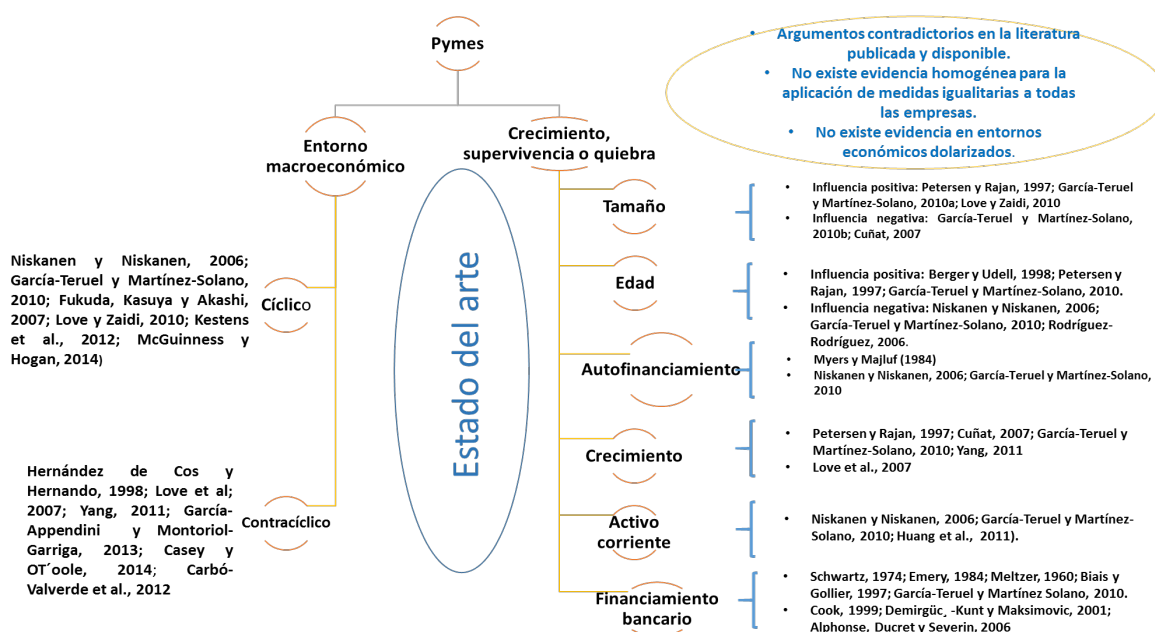 Pymes
• Argumentos contradictorios en la literatura
publicada y disponible.
• No existe evidencia homogénea para la
aplicación de medidas igualitarias a todas
las empresas.
• No existe evidencia en entornos
económicos dolarizados.
Entorno
macroeconómico
Crecimiento,
supervivencia o quiebra
Estado del arte
Niskanen y Niskanen, 2006;
García-Teruel y Martínez-Solano,
2010; Fukuda, Kasuya y Akashi,
2007; Love y Zaidi, 2010; Kestens
et al., 2012; McGuinness y
Hogan, 2014)
Cíclico
Hernández de Cos y
Hernando, 1998; Love et al;
2007; Yang, 2011; García-
Appendini y Montoriol-
Garriga, 2013; Casey y
OT´oole, 2014; Carbó-
Valverde et al., 2012
Contracíclico
Tamaño
• Influencia positiva: Petersen y Rajan, 1997; García-Teruel
y Martínez-Solano, 2010a; Love y Zaidi, 2010
• Influencia negativa: García-Teruel y Martínez-Solano,
2010b; Cuñat, 2007
Edad
• Influencia positiva: Berger y Udell, 1998; Petersen y
Rajan, 1997; García-Teruel y Martínez-Solano, 2010.
• Influencia negativa: Niskanen y Niskanen, 2006;
García-Teruel y Martínez-Solano, 2010; Rodríguez-
Rodríguez, 2006.
Autofinanciamiento
• Myers y Majluf (1984)
• Niskanen y Niskanen, 2006; García-Teruel y Martínez-Solano,
2010
Crecimiento
• Petersen y Rajan, 1997; Cuñat, 2007; García-Teruel y
Martínez-Solano, 2010; Yang, 2011
• Love et al., 2007
Activo
corriente
• Niskanen y Niskanen, 2006; García-Teruel y Martínez-
Solano, 2010; Huang et al., 2011).
Financiamiento
bancario
• Schwartz, 1974; Emery, 1984; Meltzer, 1960; Biais y
Gollier, 1997; García-Teruel y Martínez Solano, 2010.
• Cook, 1999; Demirgüc¸ -Kunt y Maksimovic, 2001;
Alphonse, Ducret y Severin, 2006